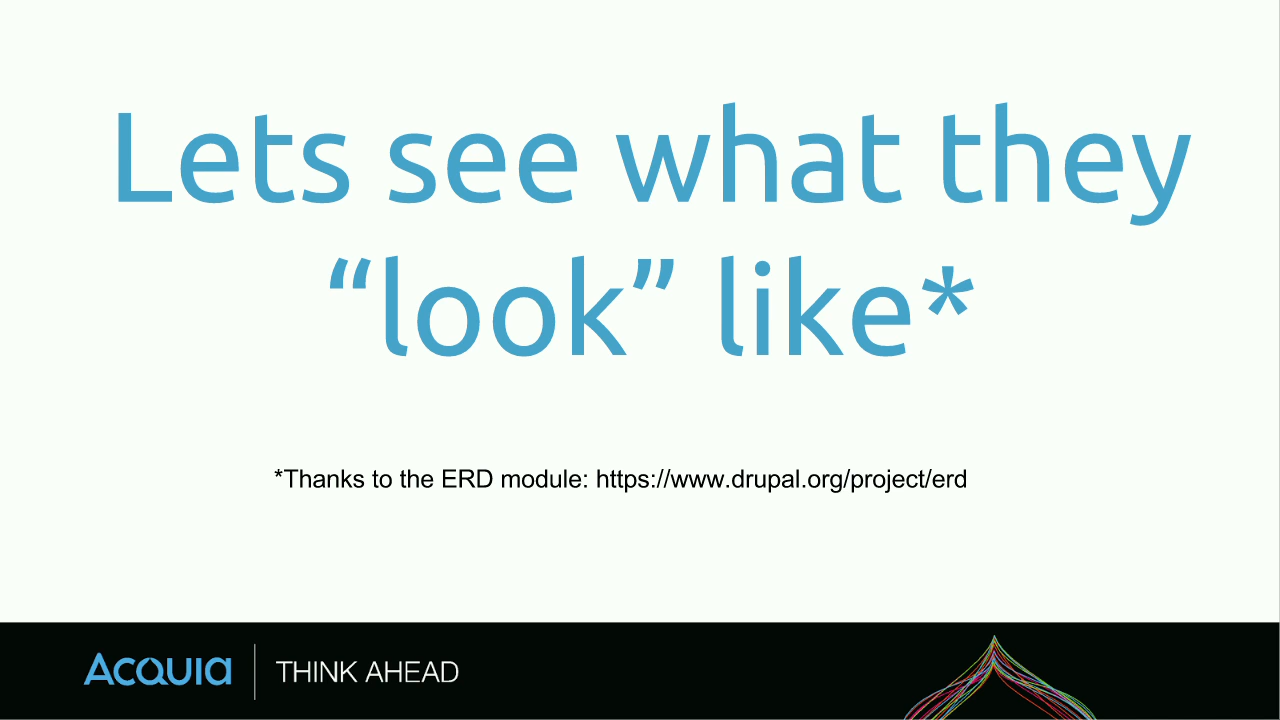 Lets see what they
“look” like*
*Thanks to the ERD module: https://www.drupal.org/project/erd
Acquia THINK AHEAD